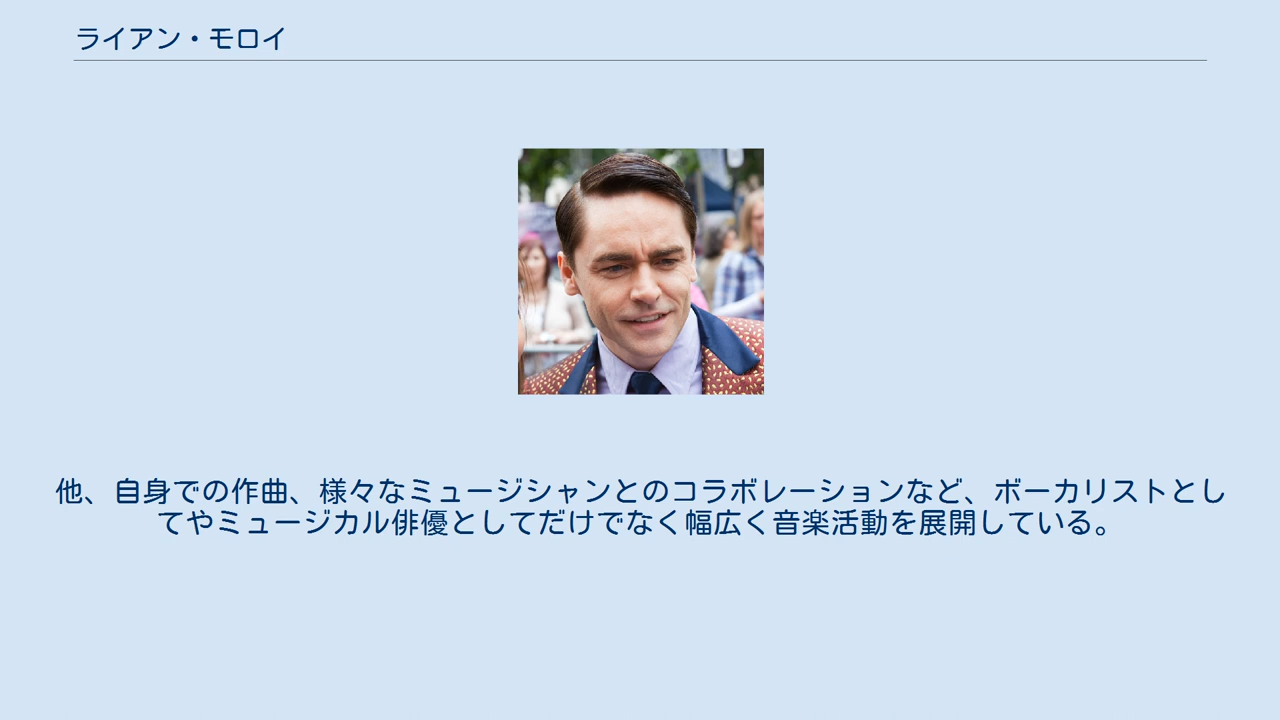 ライアン・モロイ
他、自身での作曲、様々なミュージシャンとのコラボレーションなど、ボーカリストとし
てやミュージカル俳優としてだけでなく幅広く音楽活動を展開している。